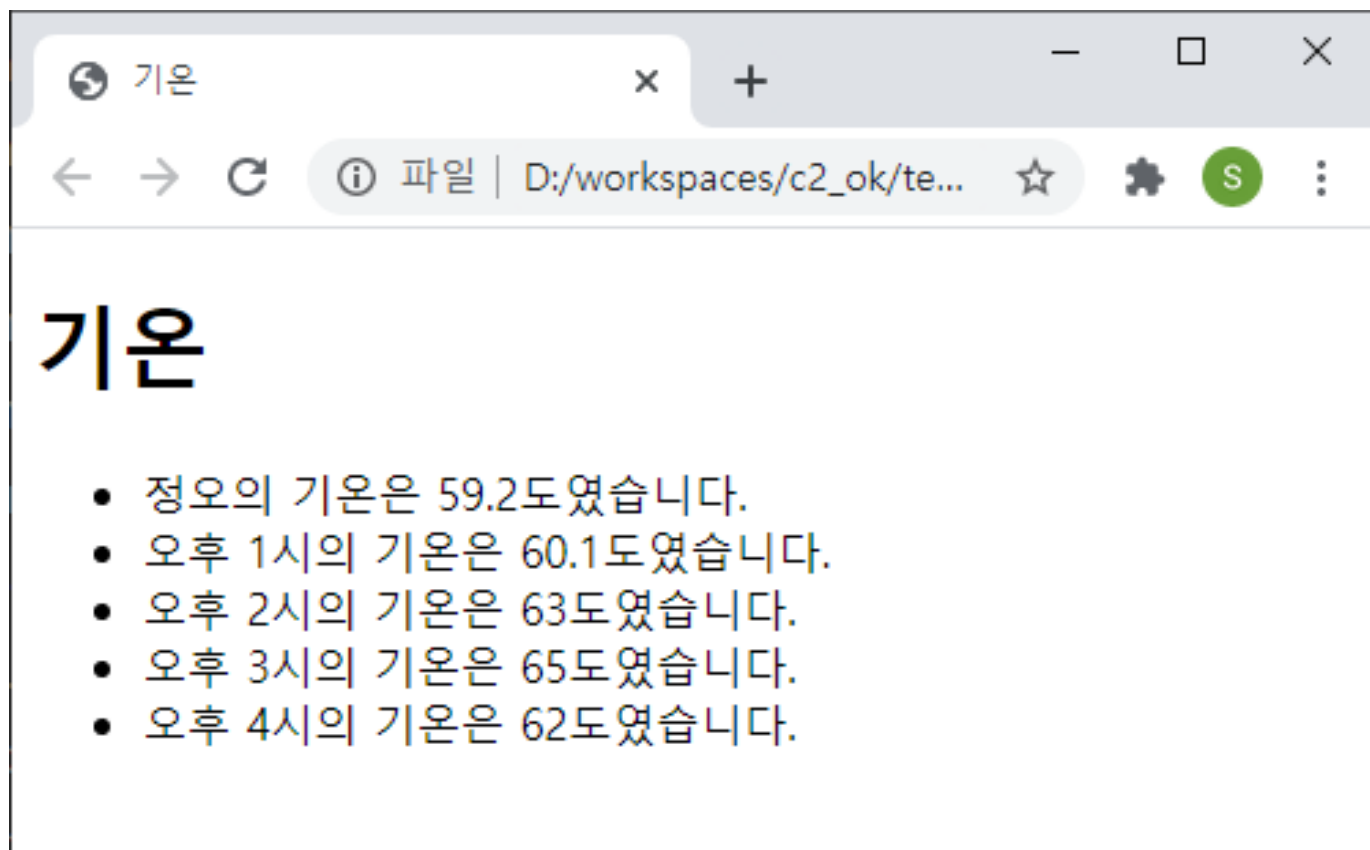 기온
파일 | D:/workspaces/c2_ok/te...
S
기온
정오의 기온은 59.2도였습니다.
오후 1시의 기온은 60.1도였습니다.
오후 2시의 기온은 63도였습니다.
오후 3시의 기온은 65도였습니다.
오후 4시의 기온은 62도였습니다.